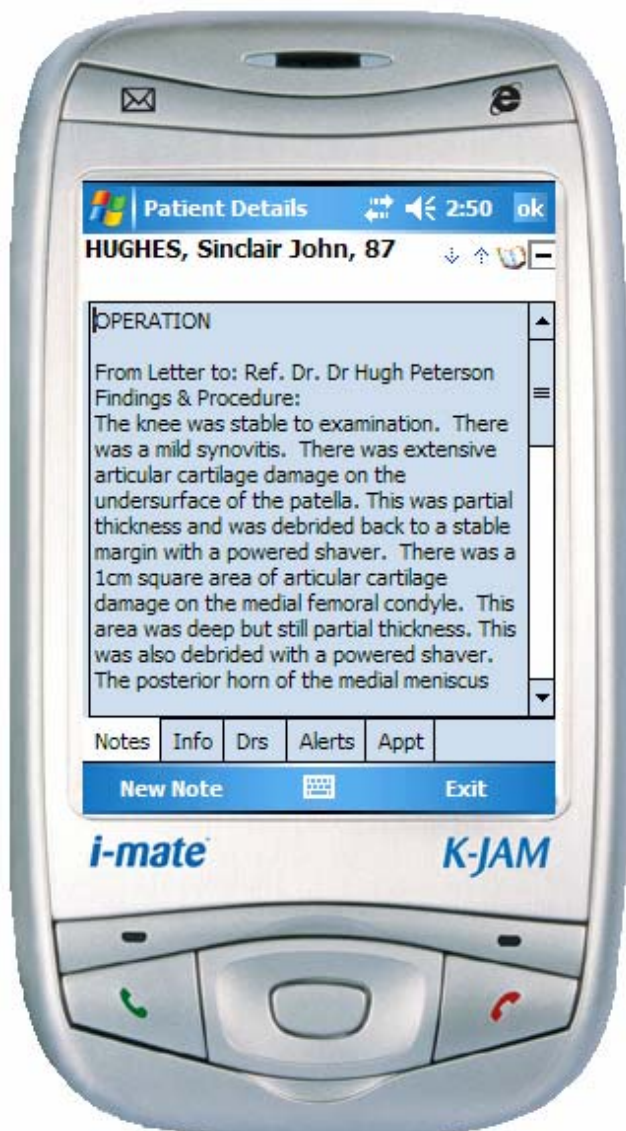 Patient Details 2:50 ok
HUGHES, Sinclair John, 87
OPERATION
From Letter to: Ref. Dr. Dr Hugh Peterson
Findings & Procedure:
The knee was stable to examination. There
was a mild synovitis. There was extensive
articular cartilage damage on the
undersurface of the patella. This was partial
thickness and was debrided back to a stable
margin with a powered shaver. There was a
1cm square area of articular cartilage
damage on the medial femoral condyle. This
area was deep but still partial thickness. This
was also debrided with a powered shaver.
The posterior horn of the medial meniscus
Notes Info Drs Alerts Appt
New Note Exit
i-mate K-JAM